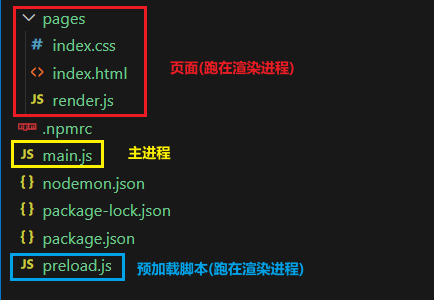 pages
# index.css
<> index.html
页面(跑在渲染进程)
JS render.js
npm .npmrc
JS main.js 主进程
{} nodemon.json
{} package-lock.json
{} package.json
JS preload.js 预加载脚本(跑在渲染进程)